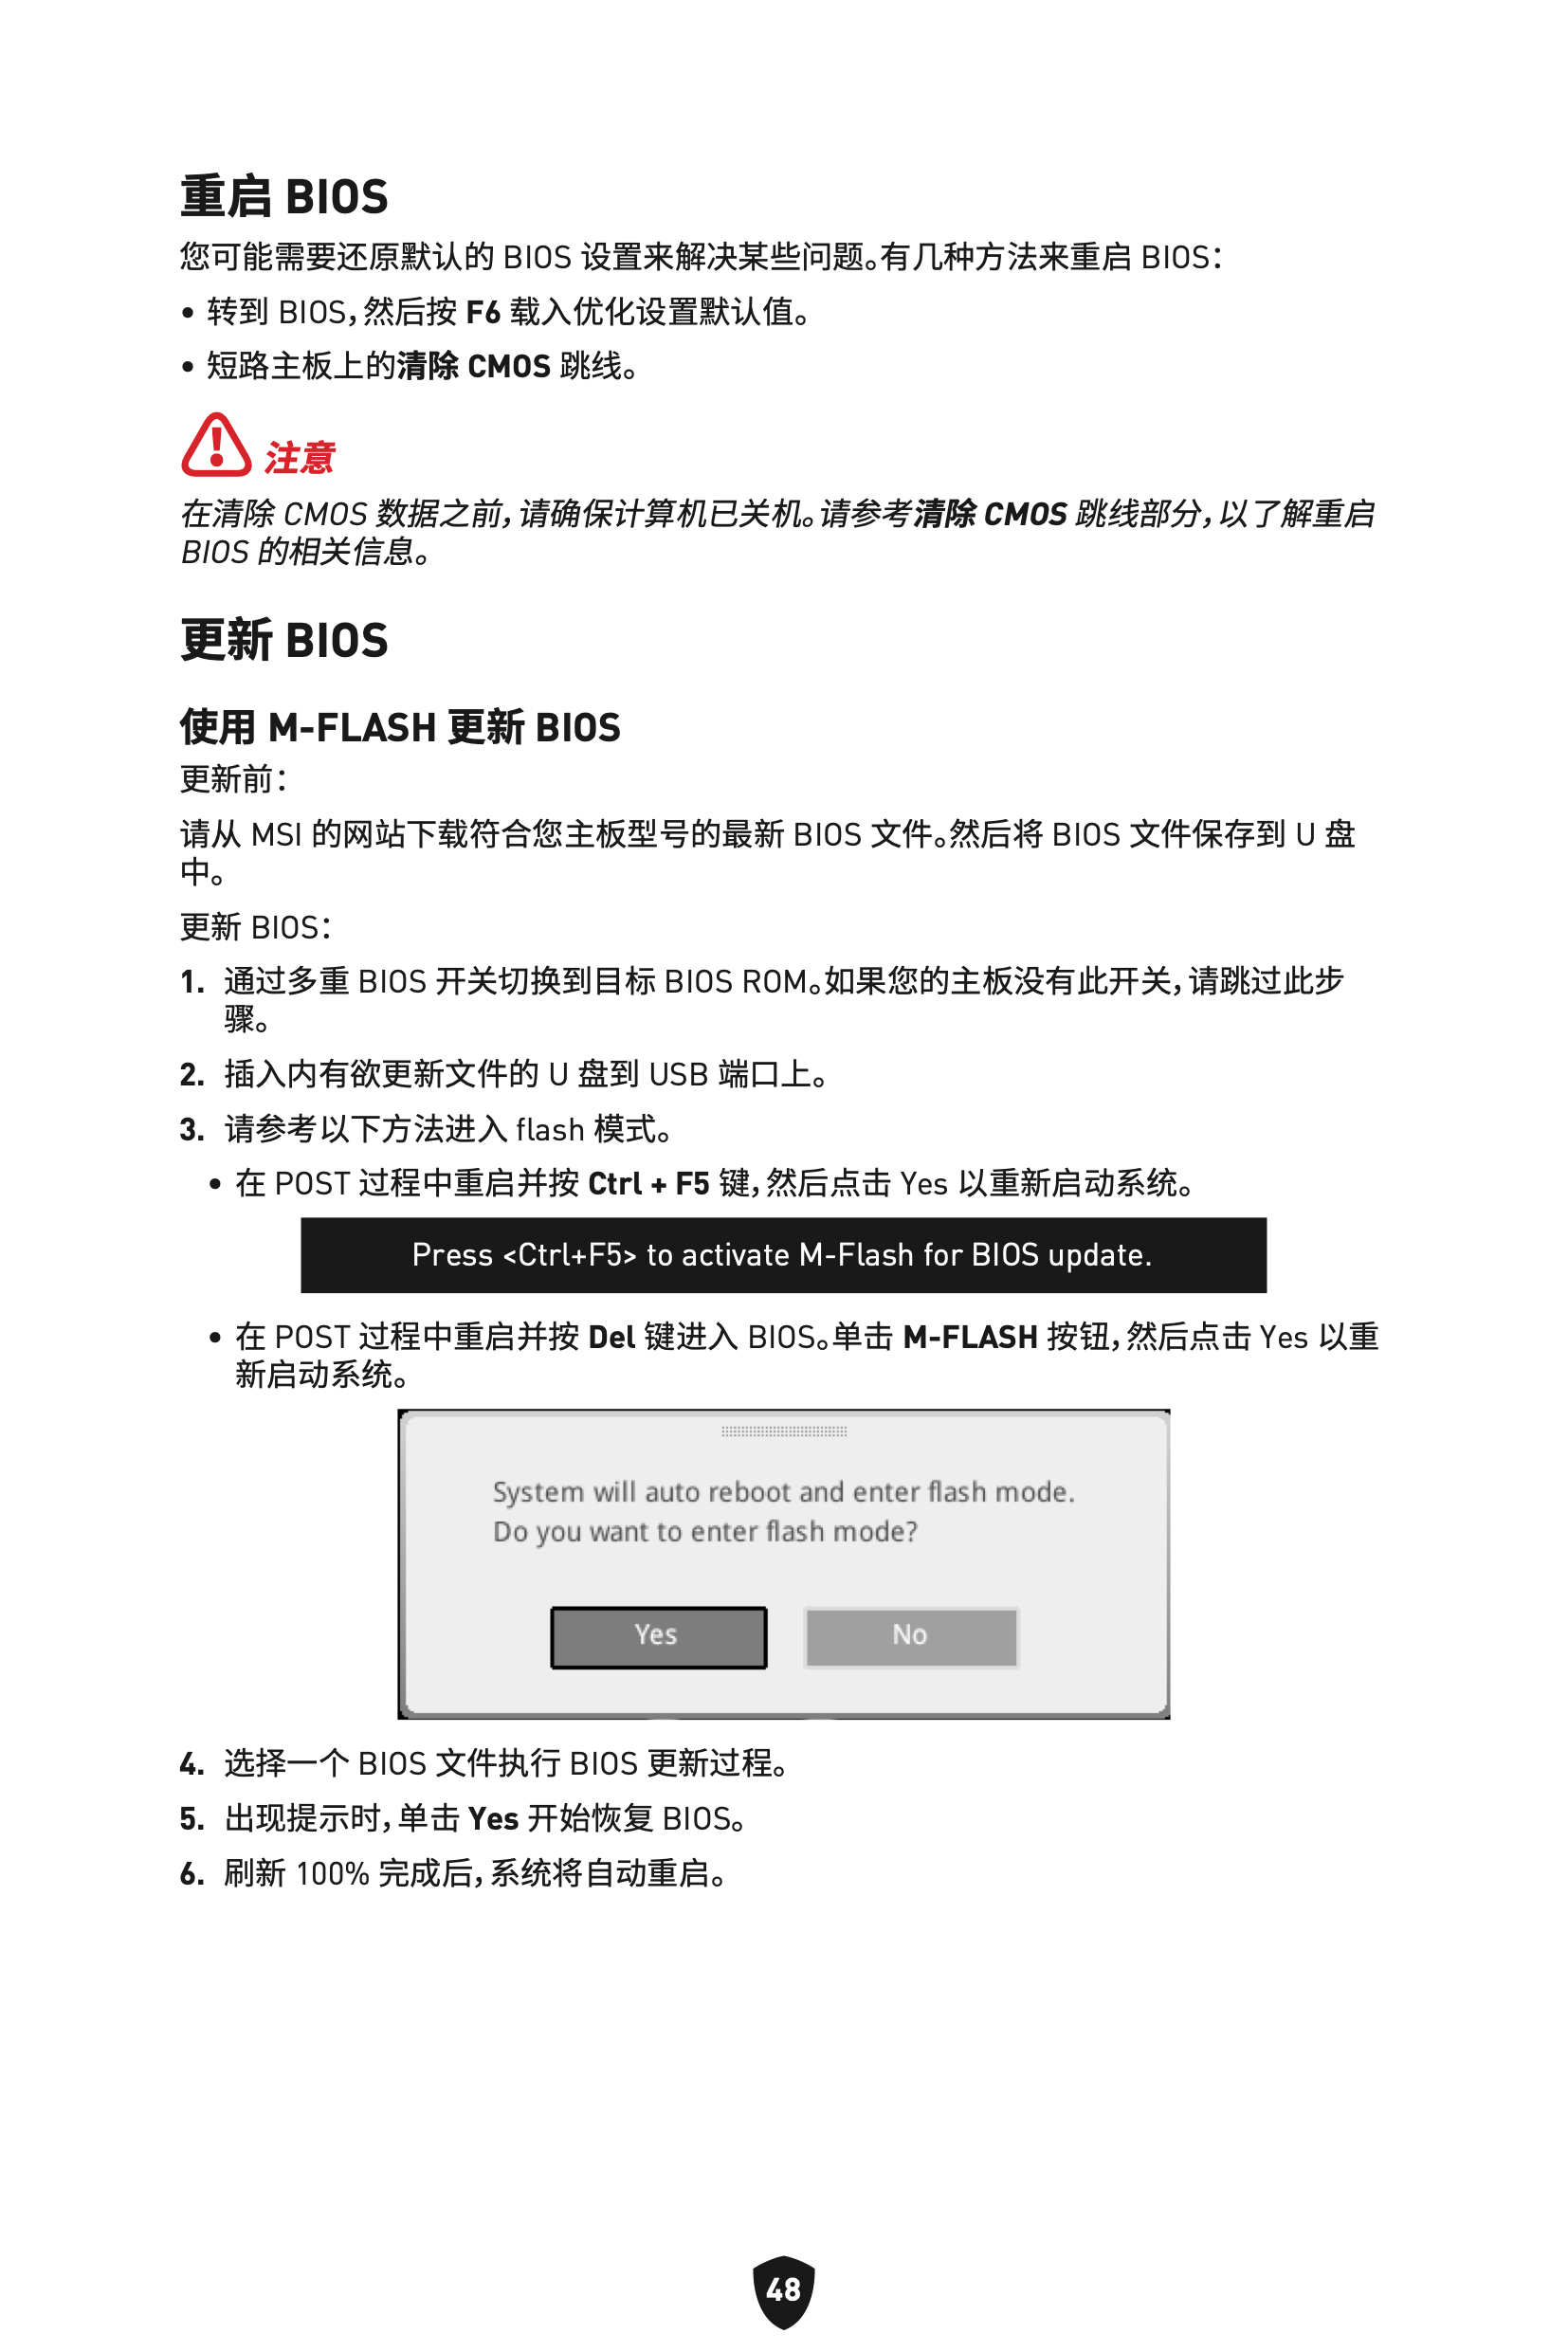 重启 BIOS
您可能需要还原默认的 BIOS 设置来解决某些问题。有几种方法来重启 BIOS：
• 转到 BIOS，然后按 F6 载入优化设置默认值。
• 短路主板上的清除 CMOS 跳线。
注意
在清除 CMOS 数据之前，请确保计算机已关机。请参考清除 CMOS 跳线部分，以了解重启
BIOS 的相关信息。
更新 BIOS
使用 M-FLASH 更新 BIOS
更新前：
请从 MSI 的网站下载符合您主板型号的最新 BIOS 文件。然后将 BIOS 文件保存到 U 盘
中。
更新 BIOS：
1. 通过多重 BIOS 开关切换到目标 BIOS ROM。如果您的主板没有此开关，请跳过此步
骤。
2. 插入内有欲更新文件的 U 盘到 USB 端口上。
3. 请参考以下方法进入 flash 模式。
• 在 POST 过程中重启并按 Ctrl + F5 键，然后点击 Yes 以重新启动系统。
Press <Ctrl+F5> to activate M-Flash for BIOS update.
• 在 POST 过程中重启并按 Del 键进入 BIOS。单击 M-FLASH 按钮，然后点击 Yes 以重
新启动系统。
System will auto reboot and enter flash mode.
Do you want to enter flash mode?
Yes No
4. 选择一个 BIOS 文件执行 BIOS 更新过程。
5. 出现提示时，单击 Yes 开始恢复 BIOS。
6. 刷新 100% 完成后，系统将自动重启。
48